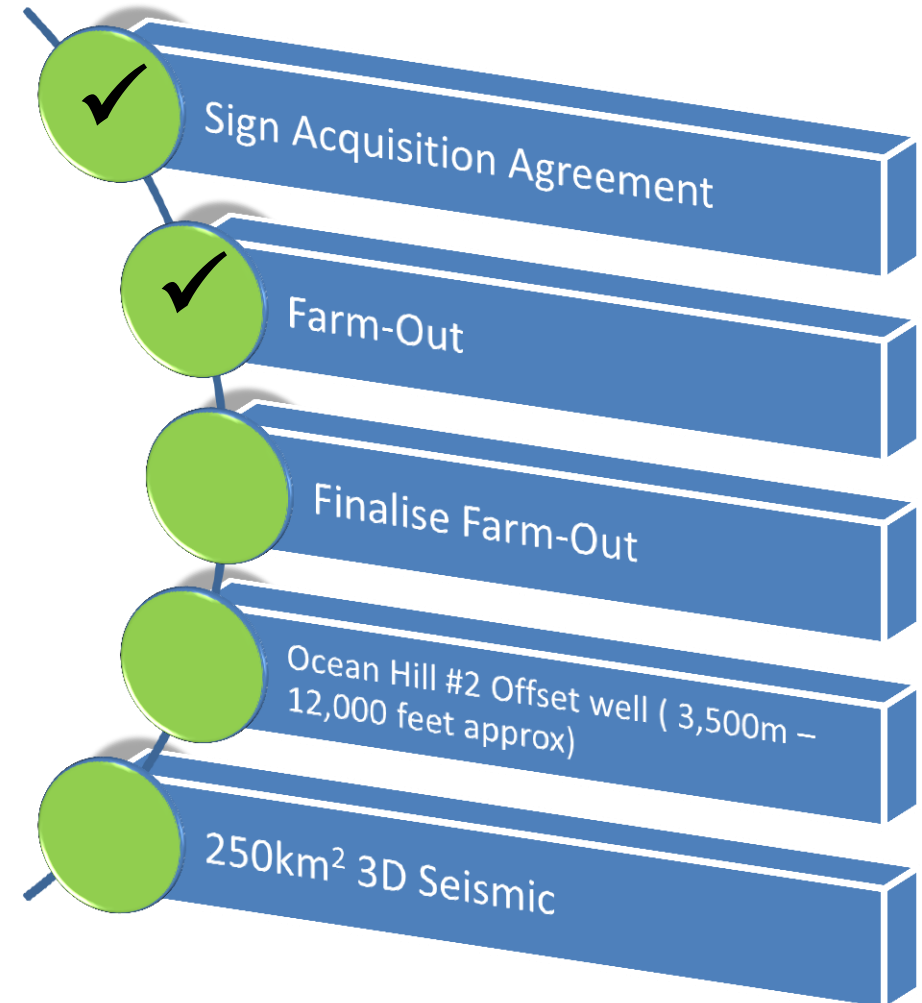 Sign Acquisition Agreement
Farm-Out
Finalise Farm-Out
Ocean Hill #2 Offset well ( 3,500m –
12,000 feet approx)
250km² 3D Seismic